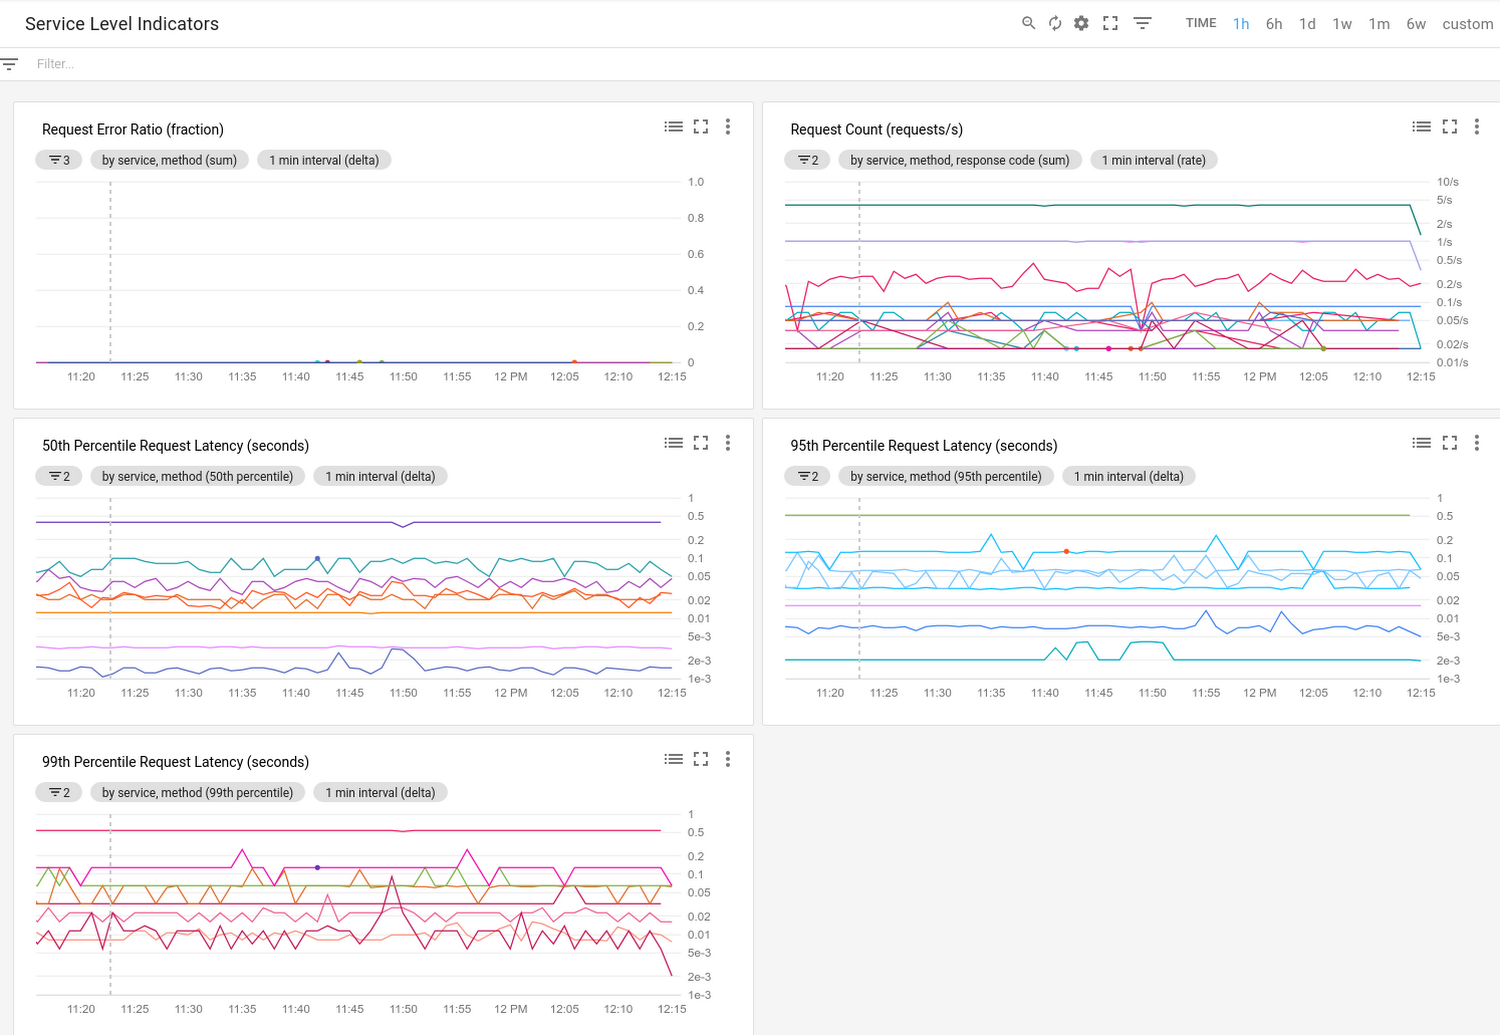 Service Level Indicators
TIME 1h 6h 1d 1w 1m 6w custom
Filter...
Request Error Ratio (fraction)
3 by service, method (sum) 1 min interval (delta)
1.0
0.8
0.6
0.4
0.2
0
11:20 11:25 11:30 11:35 11:40 11:45 11:50 11:55 12 PM 12:05 12:10 12:15
Request Count (requests/s)
2 by service, method, response code (sum) 1 min interval (rate)
10/s
5/s
2/s
1/s
0.5/s
0.2/s
0.1/s
0.05/s
0.02/s
0.01/s
11:20 11:25 11:30 11:35 11:40 11:45 11:50 11:55 12 PM 12:05 12:10 12:15
50th Percentile Request Latency (seconds)
2 by service, method (50th percentile) 1 min interval (delta)
1
0.5
0.2
0.1
0.05
0.02
0.01
5e-3
2e-3
1e-3
11:20 11:25 11:30 11:35 11:40 11:45 11:50 11:55 12 PM 12:05 12:10 12:15
95th Percentile Request Latency (seconds)
2 by service, method (95th percentile) 1 min interval (delta)
1
0.5
0.2
0.1
0.05
0.02
0.01
5e-3
2e-3
1e-3
11:20 11:25 11:30 11:35 11:40 11:45 11:50 11:55 12 PM 12:05 12:10 12:15
99th Percentile Request Latency (seconds)
2 by service, method (99th percentile) 1 min interval (delta)
1
0.5
0.2
0.1
0.05
0.02
0.01
5e-3
2e-3
1e-3
11:20 11:25 11:30 11:35 11:40 11:45 11:50 11:55 12 PM 12:05 12:10 12:15